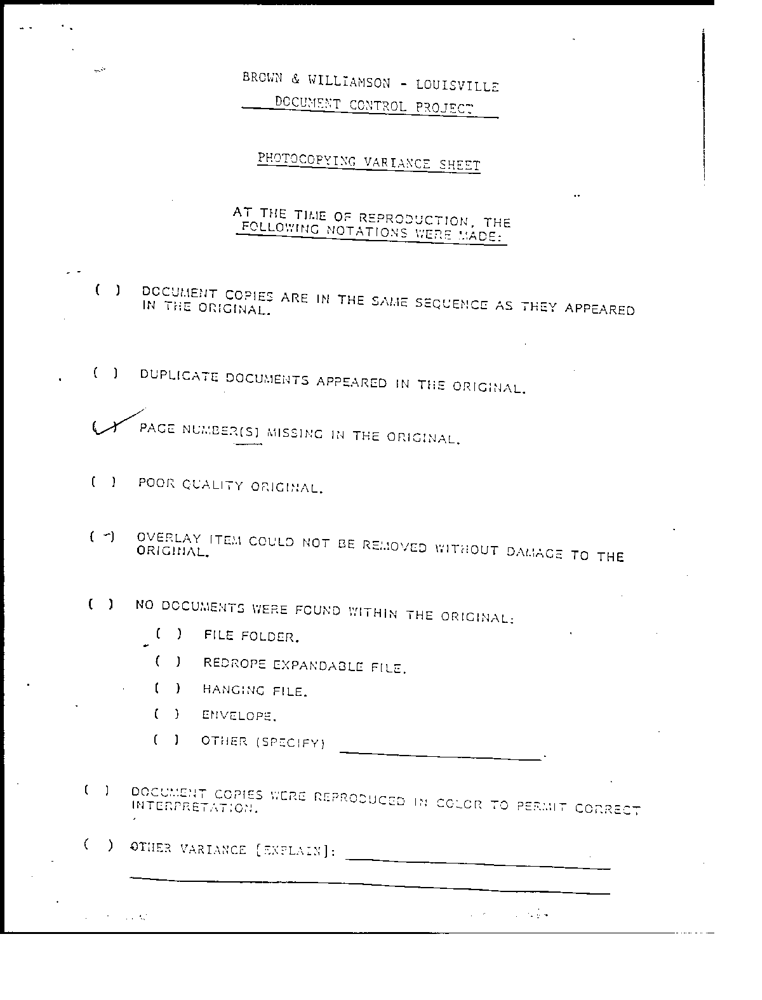 BROWN & WILLIAMSON - LOUISVILLE
DOCUMENT CONTROL PROJECT
PHOTOCOPYING VARIANCE SHEET
AT THE TIME OF REPRODUCTION, THE
FOLLOWING NOTATIONS WERE MADE:
( ) DOCUMENT COPIES ARE IN THE SAME SEQUENCE AS THEY APPEARED
IN THE ORIGINAL.
( ) DUPLICATE DOCUMENTS APPEARED IN THE ORIGINAL.
(✓) PAGE NUMBER[S] MISSING IN THE ORIGINAL.
( ) POOR QUALITY ORIGINAL.
( -) OVERLAY ITEM COULD NOT BE REMOVED WITHOUT DAMAGE TO THE
ORIGINAL.
( ) NO DOCUMENTS WERE FOUND WITHIN THE ORIGINAL:
( ) FILE FOLDER.
( ) REDROPE EXPANDABLE FILE.
( ) HANGING FILE.
( ) ENVELOPE.
( ) OTHER (SPECIFY)
( ) DOCUMENT COPIES WERE REPRODUCED IN COLOR TO PERMIT CORRECT
INTERPRETATION.
( ) OTHER VARIANCE [EXPLAIN]: